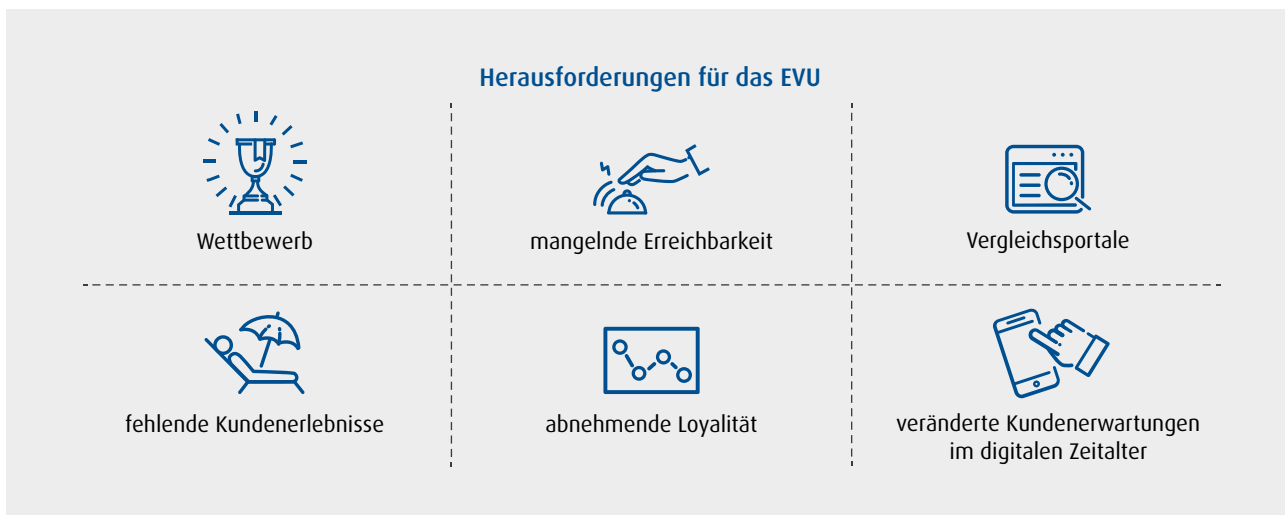 Herausforderungen für das EVU
Wettbewerb
mangelnde Erreichbarkeit
Vergleichsportale
fehlende Kundenerlebnisse
abnehmende Loyalität
veränderte Kundenerwartungen
im digitalen Zeitalter